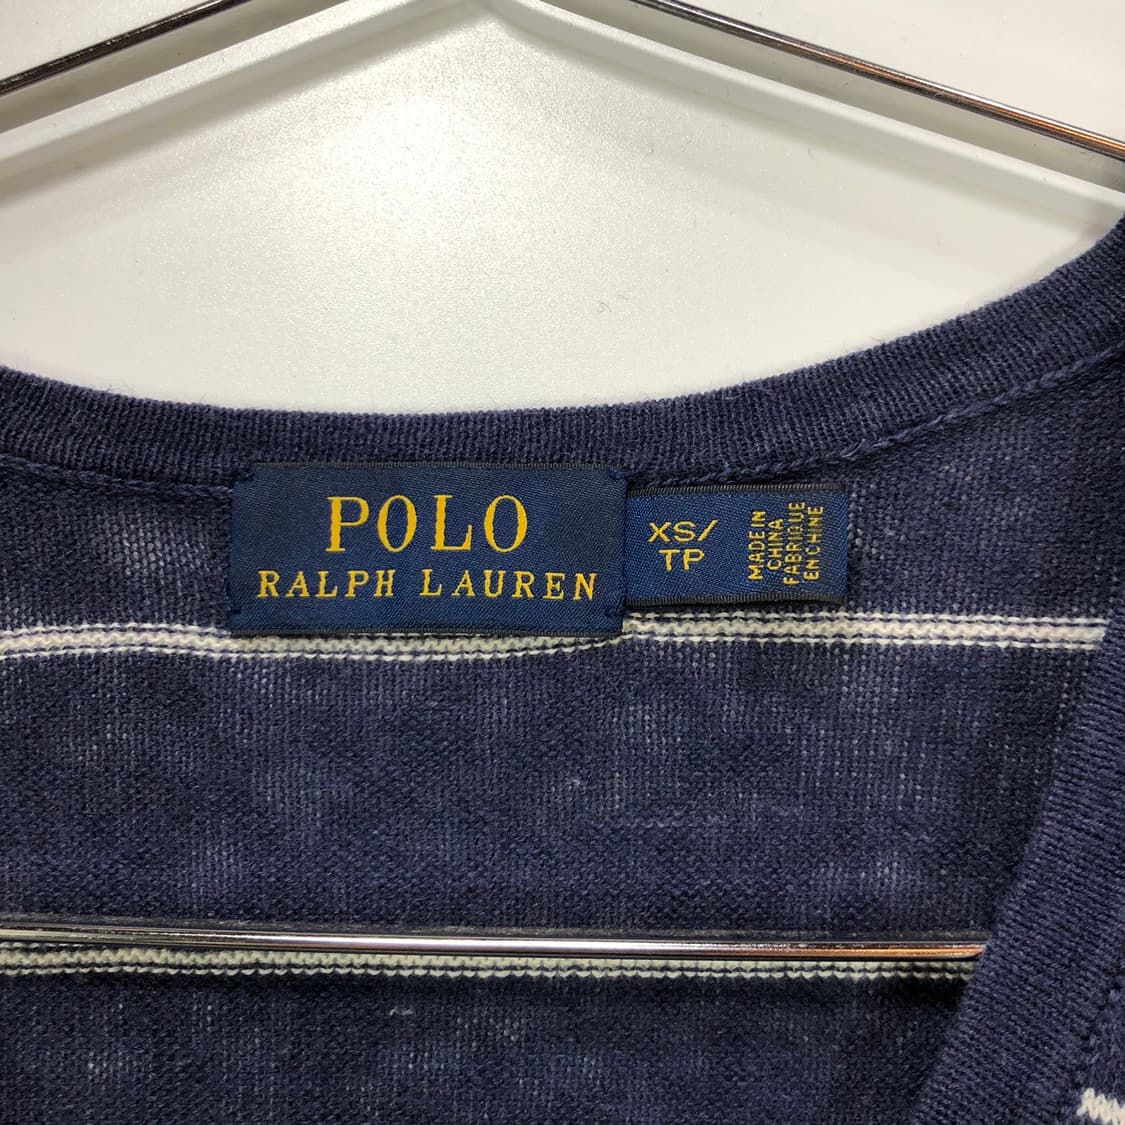 POLO
RALPH LAUREN
XS/
TP
MADE IN
CHINA
FABRIQUE
EN CHINE